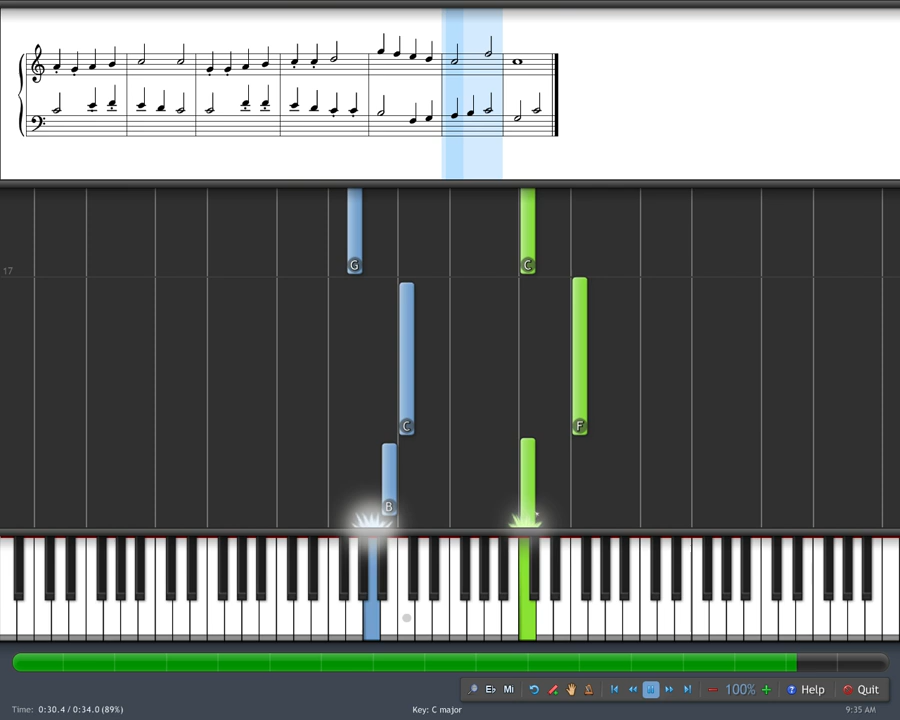 G C
17
C F
B
E♭ Mi 100% Help Quit
Time: 0:30.4 / 0:34.0 (89%) Key: C major 9:35 AM